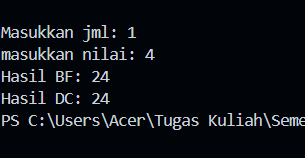 Masukkan jml: 1
masukkan nilai: 4
Hasil BF: 24
Hasil DC: 24
PS C:\Users\Acer\Tugas Kuliah\Seme